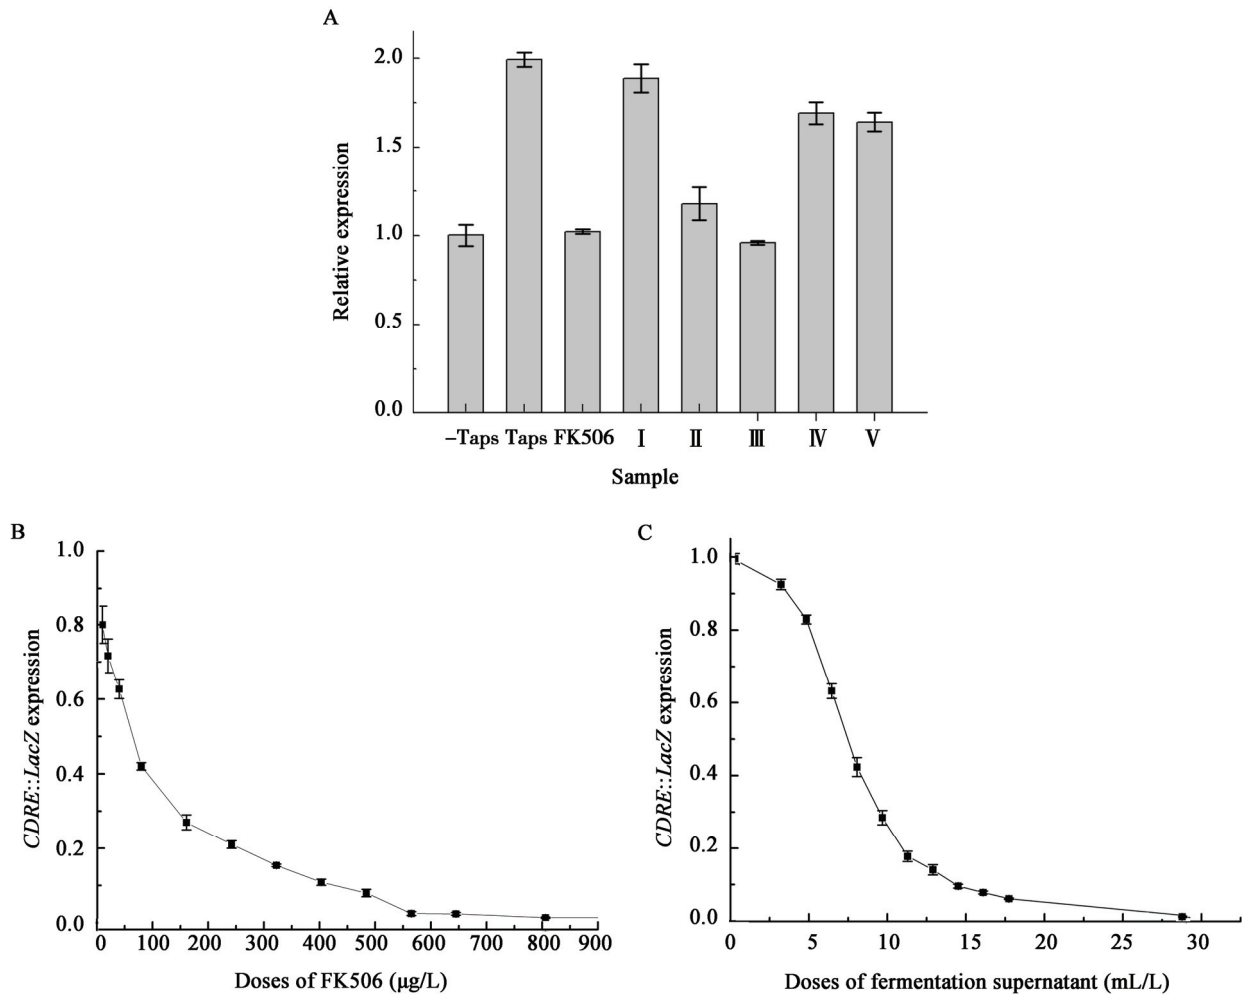 A
2.0
1.5
1.0
0.5
0.0
Relative expression
−Taps Taps FK506 Ⅰ Ⅱ Ⅲ Ⅳ Ⅴ
Sample
B
1.0
0.8
0.6
0.4
0.2
0.0
CDRE::LacZ expression
0 100 200 300 400 500 600 700 800 900
Doses of FK506 (μg/L)
C
1.0
0.8
0.6
0.4
0.2
0.0
CDRE::LacZ expression
0 5 10 15 20 25 30
Doses of fermentation supernatant (mL/L)